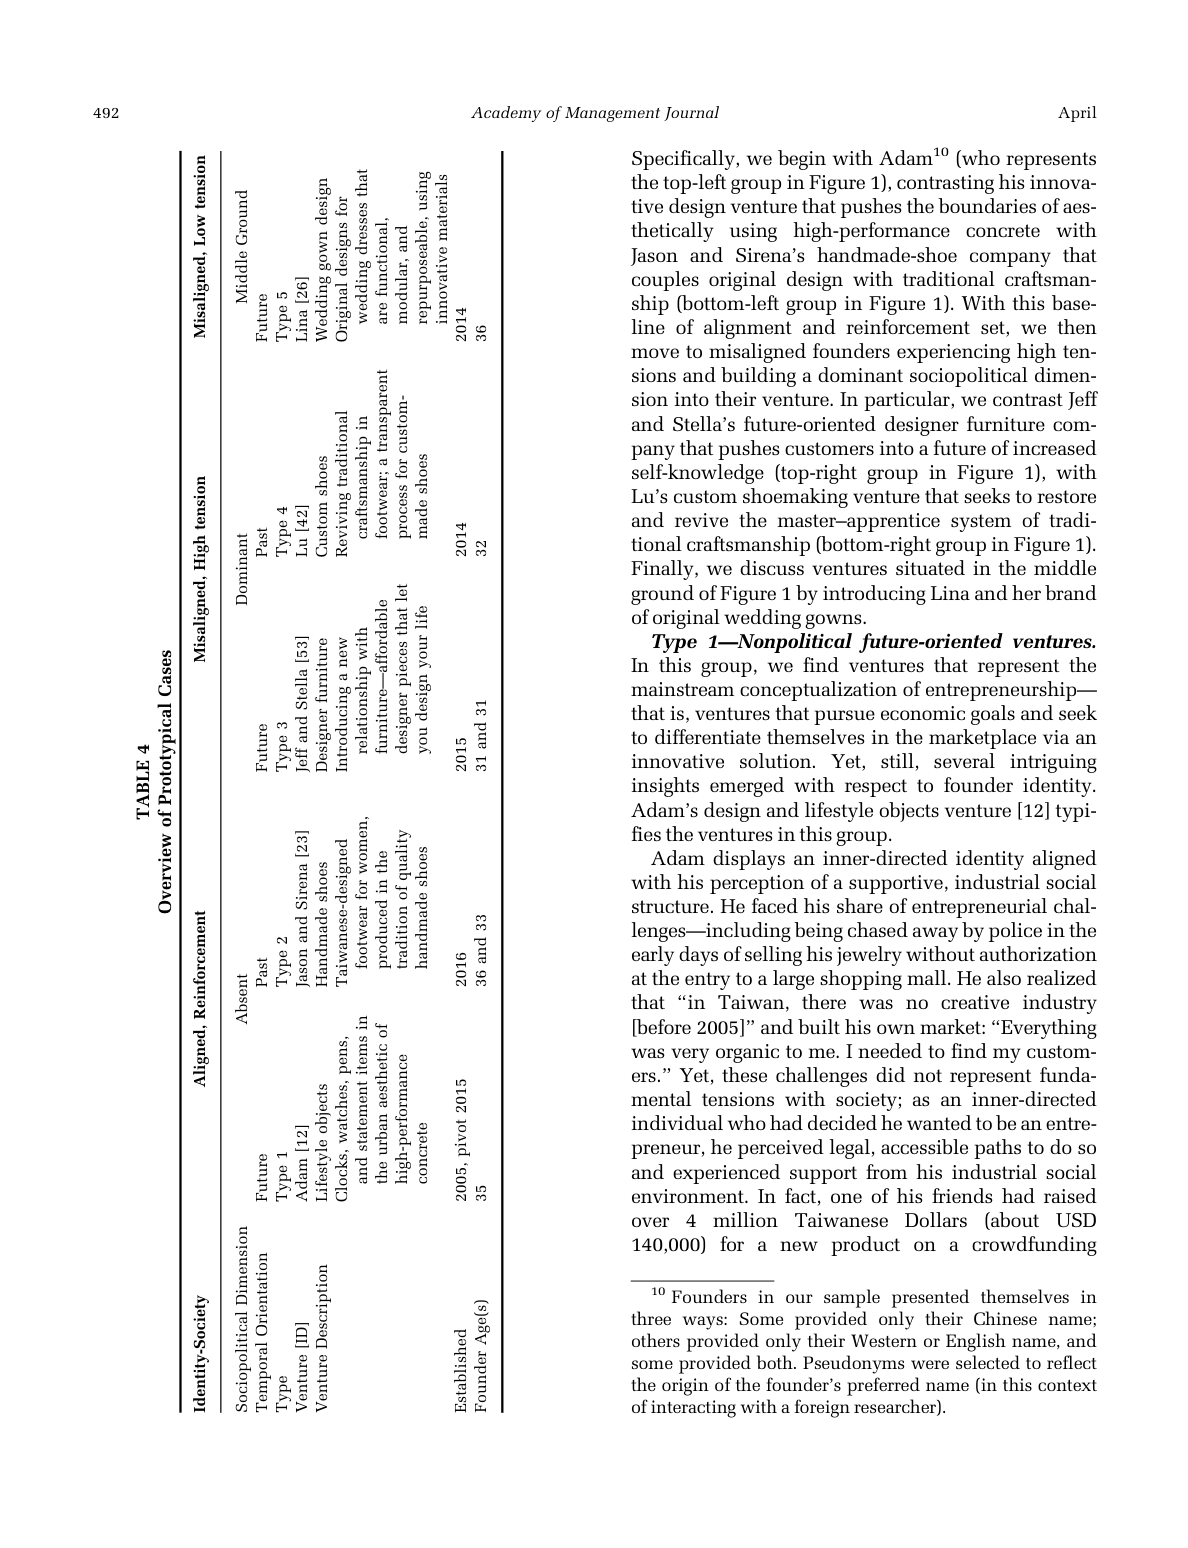 492
Academy of Management Journal
April
TABLE 4
Overview of Prototypical Cases
Identity-Society
Aligned, Reinforcement
Misaligned, High tension
Misaligned, Low tension
Sociopolitical Dimension
Absent
Dominant
Middle Ground
Temporal Orientation
Future
Past
Future
Past
Future
Type
Type 1
Type 2
Type 3
Type 4
Type 5
Venture [ID]
Adam [12]
Jason and Sirena [23]
Jeff and Stella [53]
Lu [42]
Lina [26]
Venture Description
Lifestyle objects
Handmade shoes
Designer furniture
Custom shoes
Wedding gown design
Clocks, watches, pens,
and statement items in
the urban aesthetic of
high-performance
concrete
Taiwanese-designed
footwear for women,
produced in the
tradition of quality
handmade shoes
Introducing a new
relationship with
furniture—affordable
designer pieces that let
you design your life
Reviving traditional
craftsmanship in
footwear; a transparent
process for custom-
made shoes
Original designs for
wedding dresses that
are functional,
modular, and
repurposeable, using
innovative materials
Established
2005, pivot 2015
2016
2015
2014
2014
Founder Age(s)
35
36 and 33
31 and 31
32
36
Specifically, we begin with Adam10 (who represents
the top-left group in Figure 1), contrasting his innova-
tive design venture that pushes the boundaries of aes-
thetically using high-performance concrete with
Jason and Sirena’s handmade-shoe company that
couples original design with traditional craftsman-
ship (bottom-left group in Figure 1). With this base-
line of alignment and reinforcement set, we then
move to misaligned founders experiencing high ten-
sions and building a dominant sociopolitical dimen-
sion into their venture. In particular, we contrast Jeff
and Stella’s future-oriented designer furniture com-
pany that pushes customers into a future of increased
self-knowledge (top-right group in Figure 1), with
Lu’s custom shoemaking venture that seeks to restore
and revive the master–apprentice system of tradi-
tional craftsmanship (bottom-right group in Figure 1).
Finally, we discuss ventures situated in the middle
ground of Figure 1 by introducing Lina and her brand
of original wedding gowns.
Type 1—Nonpolitical future-oriented ventures.
In this group, we find ventures that represent the
mainstream conceptualization of entrepreneurship—
that is, ventures that pursue economic goals and seek
to differentiate themselves in the marketplace via an
innovative solution. Yet, still, several intriguing
insights emerged with respect to founder identity.
Adam’s design and lifestyle objects venture [12] typi-
fies the ventures in this group.
Adam displays an inner-directed identity aligned
with his perception of a supportive, industrial social
structure. He faced his share of entrepreneurial chal-
lenges—including being chased away by police in the
early days of selling his jewelry without authorization
at the entry to a large shopping mall. He also realized
that “in Taiwan, there was no creative industry
[before 2005]” and built his own market: “Everything
was very organic to me. I needed to find my custom-
ers.” Yet, these challenges did not represent funda-
mental tensions with society; as an inner-directed
individual who had decided he wanted to be an entre-
preneur, he perceived legal, accessible paths to do so
and experienced support from his industrial social
environment. In fact, one of his friends had raised
over 4 million Taiwanese Dollars (about USD
140,000) for a new product on a crowdfunding
10 Founders in our sample presented themselves in
three ways: Some provided only their Chinese name;
others provided only their Western or English name, and
some provided both. Pseudonyms were selected to reflect
the origin of the founder’s preferred name (in this context
of interacting with a foreign researcher).